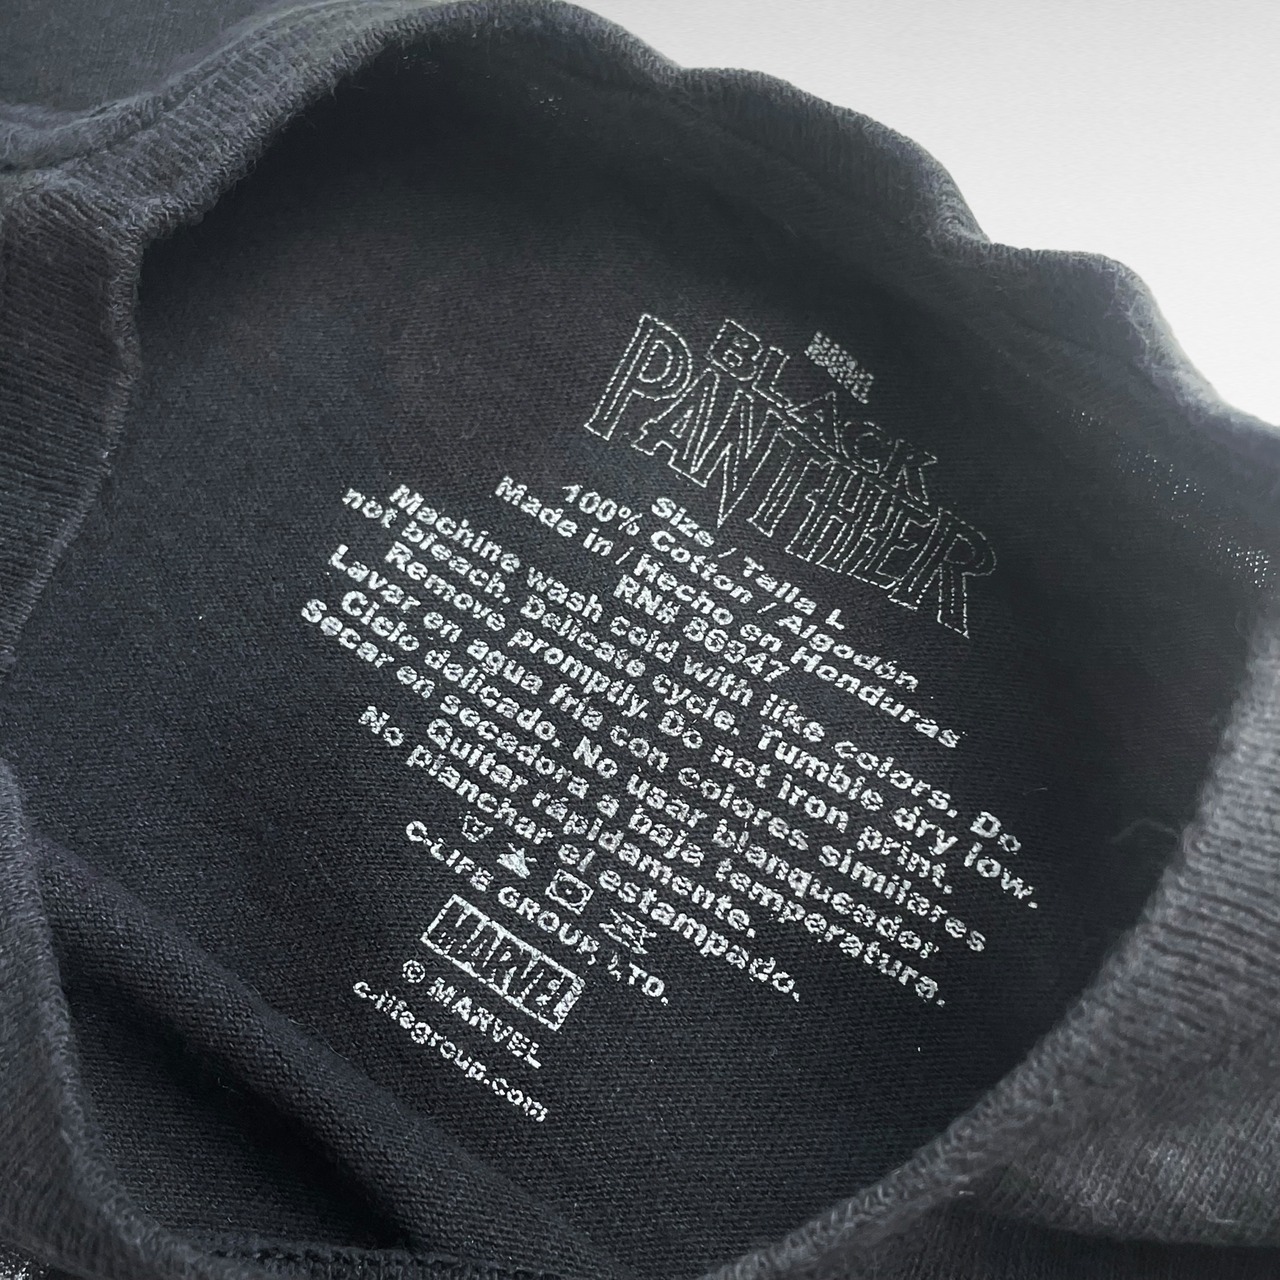 MARVEL
BLACK
PANTHER
Size / Talla L
100% Cotton / Algodón
Made in / Hecho en Honduras
RN# 86947
Machine wash cold with like colors. Do
not bleach. Delicate cycle. Tumble dry low.
Remove promptly. Do not iron print.
Lavar en agua fria con colores similares
Ciclo delicado. No usar blanqueador
Secar en secadora a baja temperatura.
Quitar rápidamente.
No planchar el estampado.
C-LIFE GROUP, LTD.
MARVEL
© MARVEL
c-lifegroup.com